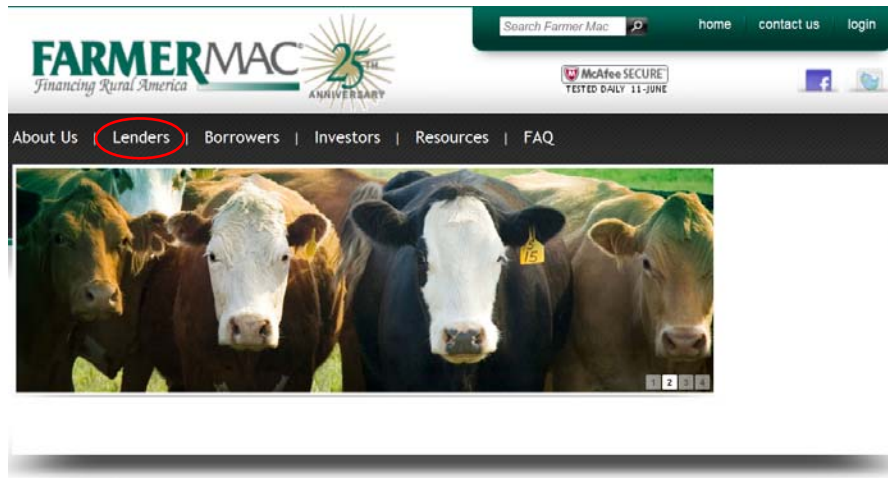 Search Farmer Mac
home contact us login
FARMERMAC 25TH
Financing Rural America
ANNIVERSARY
McAfee SECURE
TESTED DAILY 11-JUNE
f
About Us | Lenders | Borrowers | Investors | Resources | FAQ
15
1 2 3 4